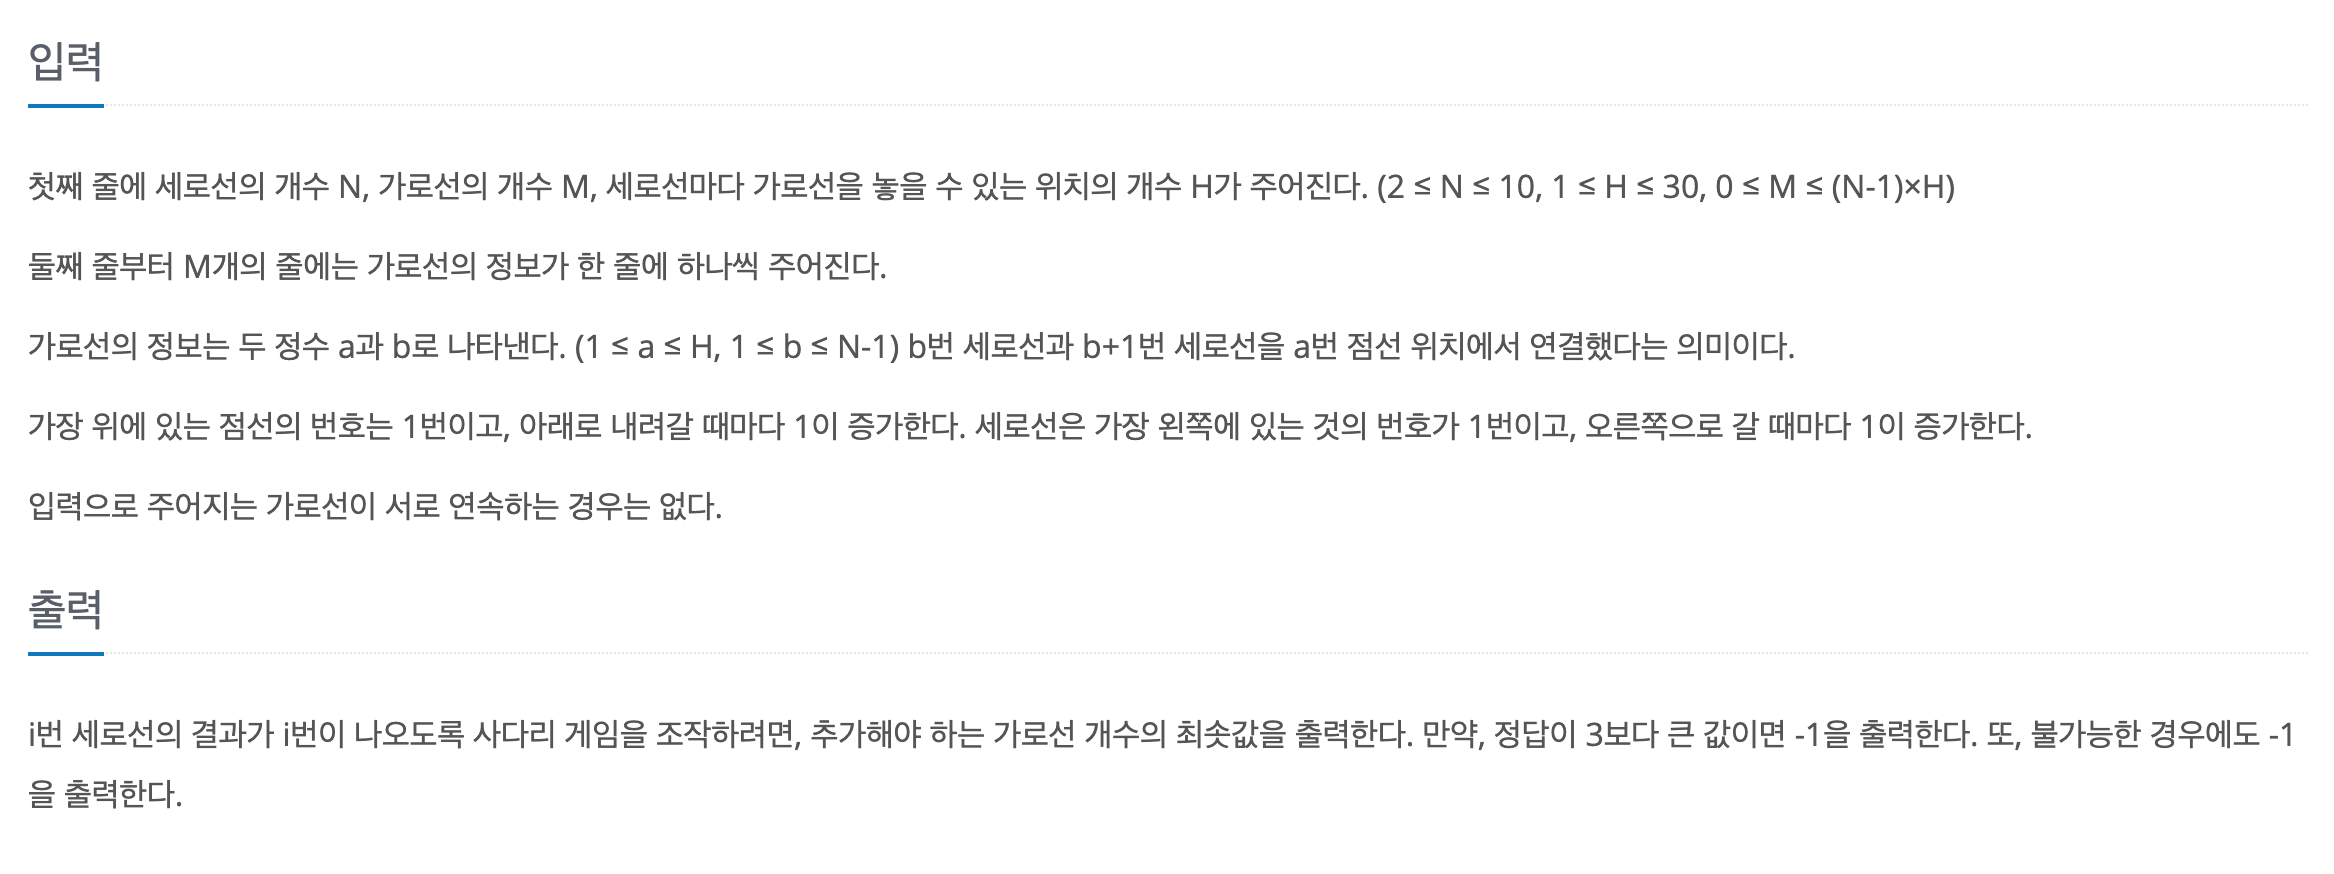 입력
첫째 줄에 세로선의 개수 N, 가로선의 개수 M, 세로선마다 가로선을 놓을 수 있는 위치의 개수 H가 주어진다. (2 ≤ N ≤ 10, 1 ≤ H ≤ 30, 0 ≤ M ≤ (N-1)×H)
둘째 줄부터 M개의 줄에는 가로선의 정보가 한 줄에 하나씩 주어진다.
가로선의 정보는 두 정수 a과 b로 나타낸다. (1 ≤ a ≤ H, 1 ≤ b ≤ N-1) b번 세로선과 b+1번 세로선을 a번 점선 위치에서 연결했다는 의미이다.
가장 위에 있는 점선의 번호는 1번이고, 아래로 내려갈 때마다 1이 증가한다. 세로선은 가장 왼쪽에 있는 것의 번호가 1번이고, 오른쪽으로 갈 때마다 1이 증가한다.
입력으로 주어지는 가로선이 서로 연속하는 경우는 없다.
출력
i번 세로선의 결과가 i번이 나오도록 사다리 게임을 조작하려면, 추가해야 하는 가로선 개수의 최솟값을 출력한다. 만약, 정답이 3보다 큰 값이면 -1을 출력한다. 또, 불가능한 경우에도 -1
을 출력한다.